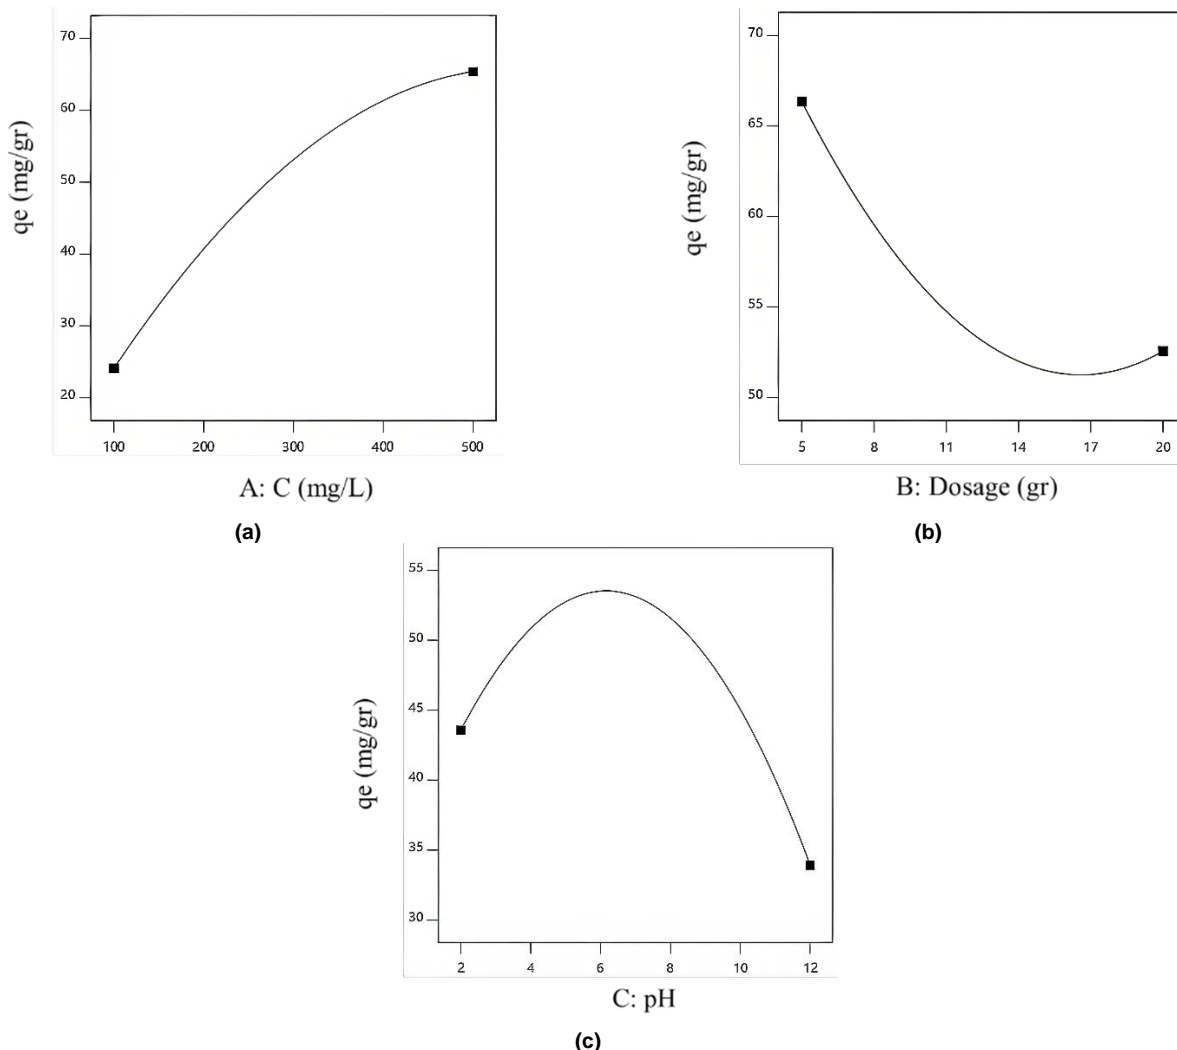 70
60
50
40
30
20
qe (mg/gr)
100 200 300 400 500
A: C (mg/L)
(a)
70
65
60
55
50
qe (mg/gr)
5 8 11 14 17 20
B: Dosage (gr)
(b)
55
50
45
40
35
30
qe (mg/gr)
2 4 6 8 10 12
C: pH
(c)